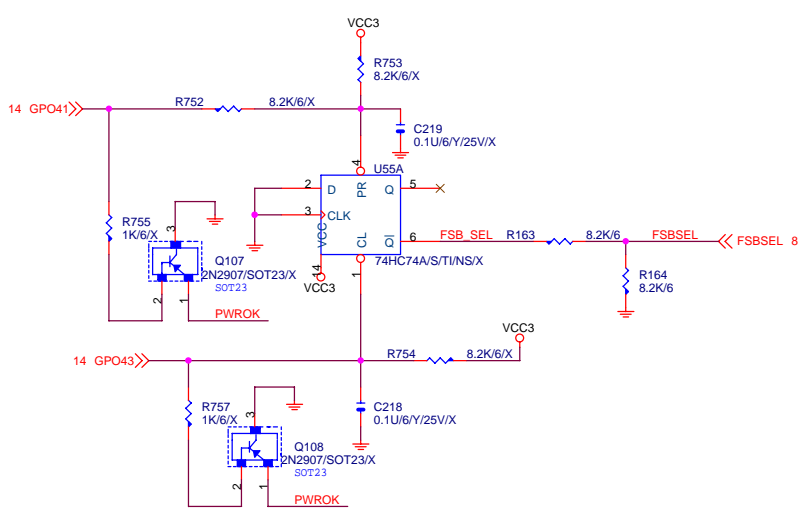 VCC3
R753
8.2K/6/X
14 GPO41
R752 8.2K/6/X
C219
0.1U/6/Y/25V/X
4
U55A
2 D PR Q 5
3 CLK
R755
1K/6/X
3
VCC CL Q| 6 FSB_SEL R163 8.2K/6 FSBSEL FSBSEL 8
Q107
2N2907/SOT23/X
SOT23
74HC74A/S/TI/NS/X
14
VCC3
1
R164
8.2K/6
2 1
PWROK
VCC3
14 GPO43
R754 8.2K/6/X
R757
1K/6/X
3
C218
0.1U/6/Y/25V/X
Q108
2N2907/SOT23/X
SOT23
2 1
PWROK